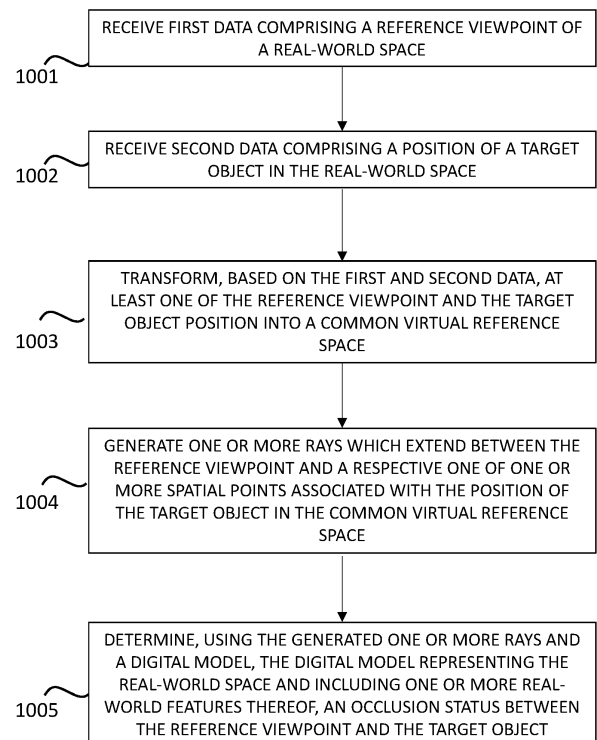 RECEIVE FIRST DATA COMPRISING A REFERENCE VIEWPOINT OF
A REAL-WORLD SPACE
1001
RECEIVE SECOND DATA COMPRISING A POSITION OF A TARGET
OBJECT IN THE REAL-WORLD SPACE
1002
TRANSFORM, BASED ON THE FIRST AND SECOND DATA, AT
LEAST ONE OF THE REFERENCE VIEWPOINT AND THE TARGET
OBJECT POSITION INTO A COMMON VIRTUAL REFERENCE
SPACE
1003
GENERATE ONE OR MORE RAYS WHICH EXTEND BETWEEN THE
REFERENCE VIEWPOINT AND A RESPECTIVE ONE OF ONE OR
MORE SPATIAL POINTS ASSOCIATED WITH THE POSITION OF
THE TARGET OBJECT IN THE COMMON VIRTUAL REFERENCE
SPACE
1004
DETERMINE, USING THE GENERATED ONE OR MORE RAYS AND
A DIGITAL MODEL, THE DIGITAL MODEL REPRESENTING THE
REAL-WORLD SPACE AND INCLUDING ONE OR MORE REAL-
WORLD FEATURES THEREOF, AN OCCLUSION STATUS BETWEEN
THE REFERENCE VIEWPOINT AND THE TARGET OBJECT
1005